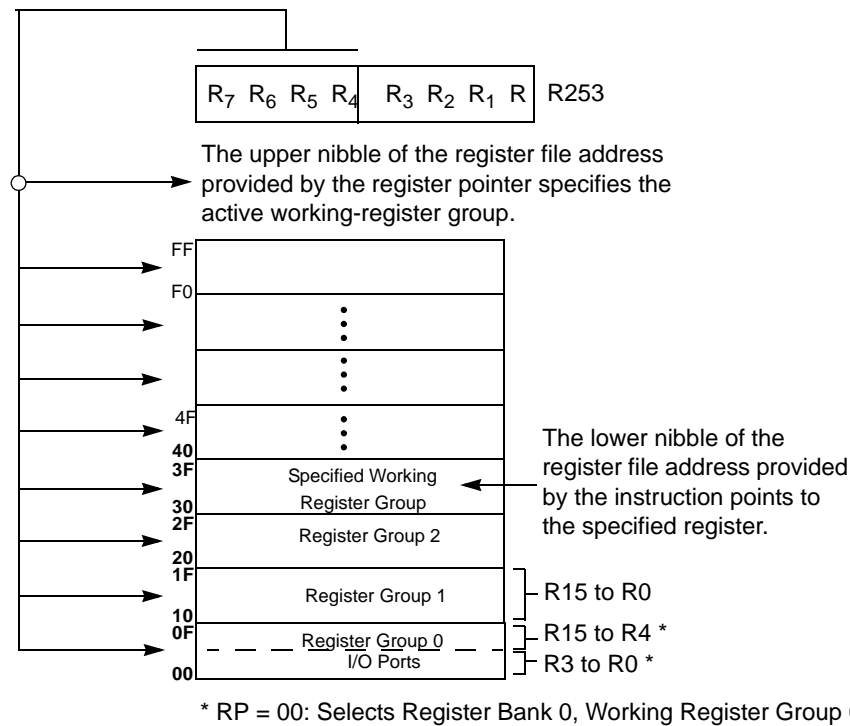 R7 R6 R5 R4 R3 R2 R1 R R253
The upper nibble of the register file address
provided by the register pointer specifies the
active working-register group.
FF
F0
4F
40
3F
Specified Working
Register Group
30
The lower nibble of the
register file address provided
by the instruction points to
the specified register.
2F
Register Group 2
20
1F
Register Group 1
R15 to R0
10
0F
Register Group 0
R15 to R4 *
I/O Ports
R3 to R0 *
00
* RP = 00: Selects Register Bank 0, Working Register Group